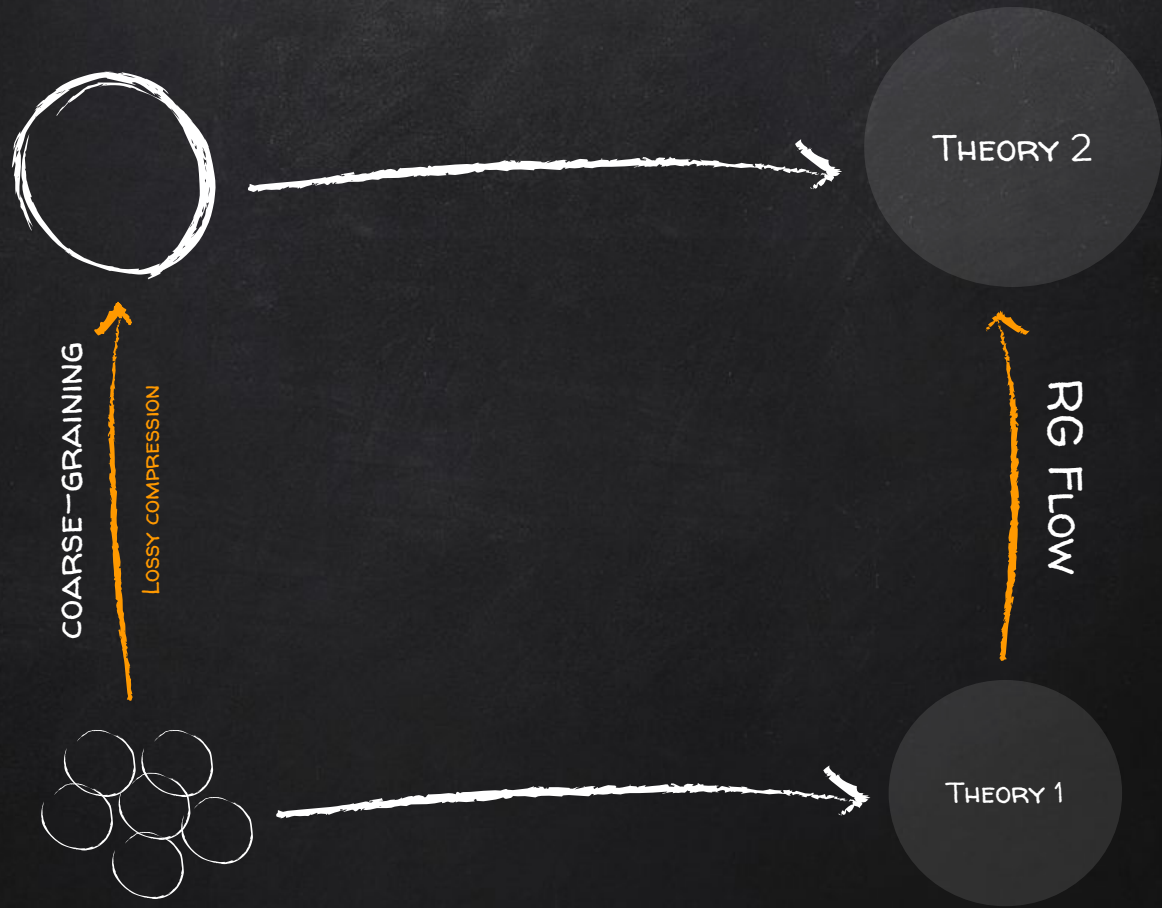 Theory 2
coarse-graining
Lossy compression
RG Flow
Theory 1